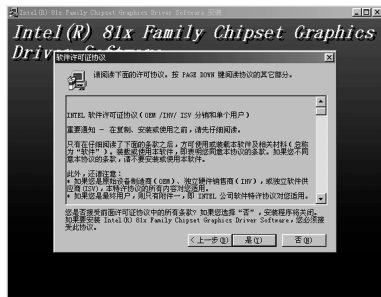 Intel(R) 81x Family Chipset Graphics Driver Software 安装
Intel(R) 81x Family Chipset Graphics
Driver Software
软件许可证协议
请阅读下面的许可协议。按 PAGE DOWN 键阅读协议的其它部分。
INTEL 软件许可证协议（OEM /IHV/ ISV 分销和单个用户）
重要通知 － 在复制、安装或使用之前，请先仔细阅读。
只有在仔细阅读了下面的条款之后，方可使用或装载本软件及相关材料（总称
为“软件”）。装载或使用本软件，即表明您同意本协议的条款。如果您不同
意本协议的条款，请不要安装或使用本软件。
此外，还请注意：
* 如果您是原始设备制造商（OEM）、独立硬件销售商（IHV），或独立软件供
应商(ISV)，本特许协议的所有内容对您适用。
* 如果您是最终用户，则只有附件一，即 INTEL 公司软件特许协议对您适用。
您是否接受前面许可证协议中的所有条款？如果您选择“否”，安装程序将关闭。
如果要安装 Intel(R) 81x Family Chipset Graphics Driver Software，您必须接
受此协议。
< 上一步(B)
是(Y)
否(N)